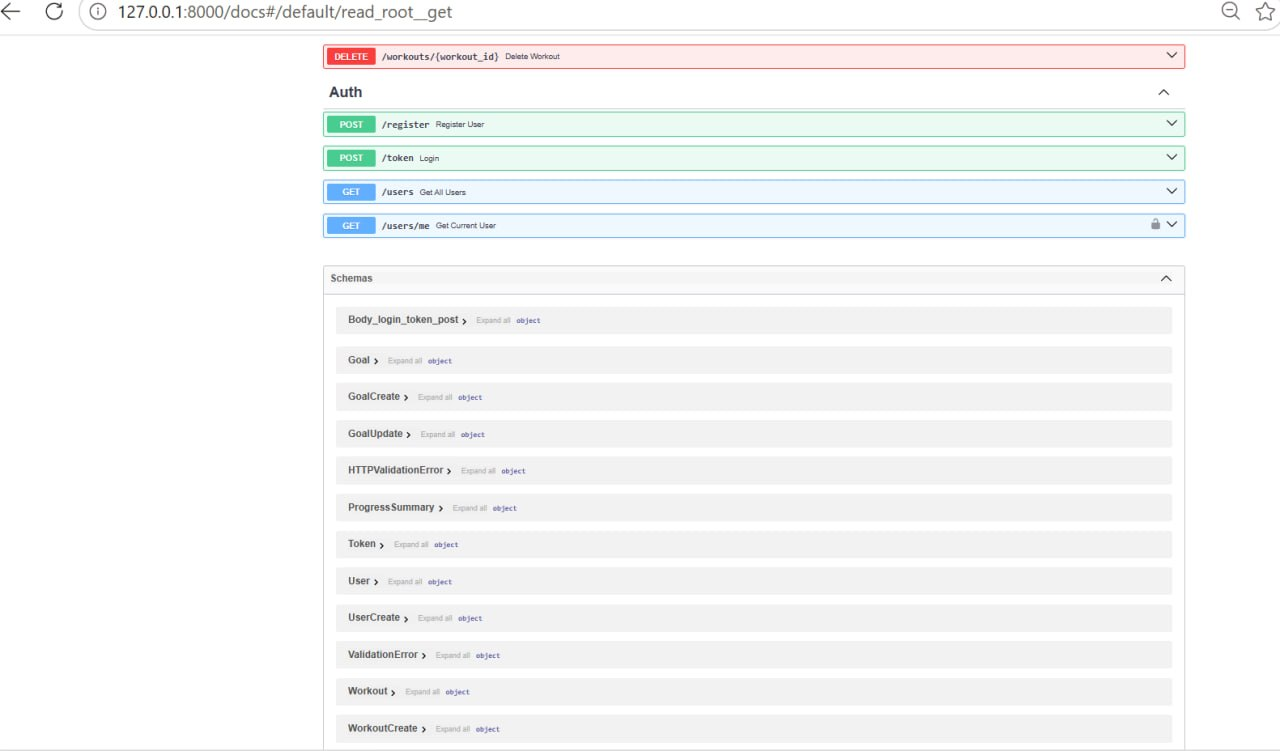 127.0.0.1:8000/docs#/default/read_root__get
DELETE /workouts/{workout_id} Delete Workout
Auth
POST /register Register User
POST /token Login
GET /users Get All Users
GET /users/me Get Current User
Schemas
Body_login_token_post Expand all object
Goal Expand all object
GoalCreate Expand all object
GoalUpdate Expand all object
HTTPValidationError Expand all object
ProgressSummary Expand all object
Token Expand all object
User Expand all object
UserCreate Expand all object
ValidationError Expand all object
Workout Expand all object
WorkoutCreate Expand all object